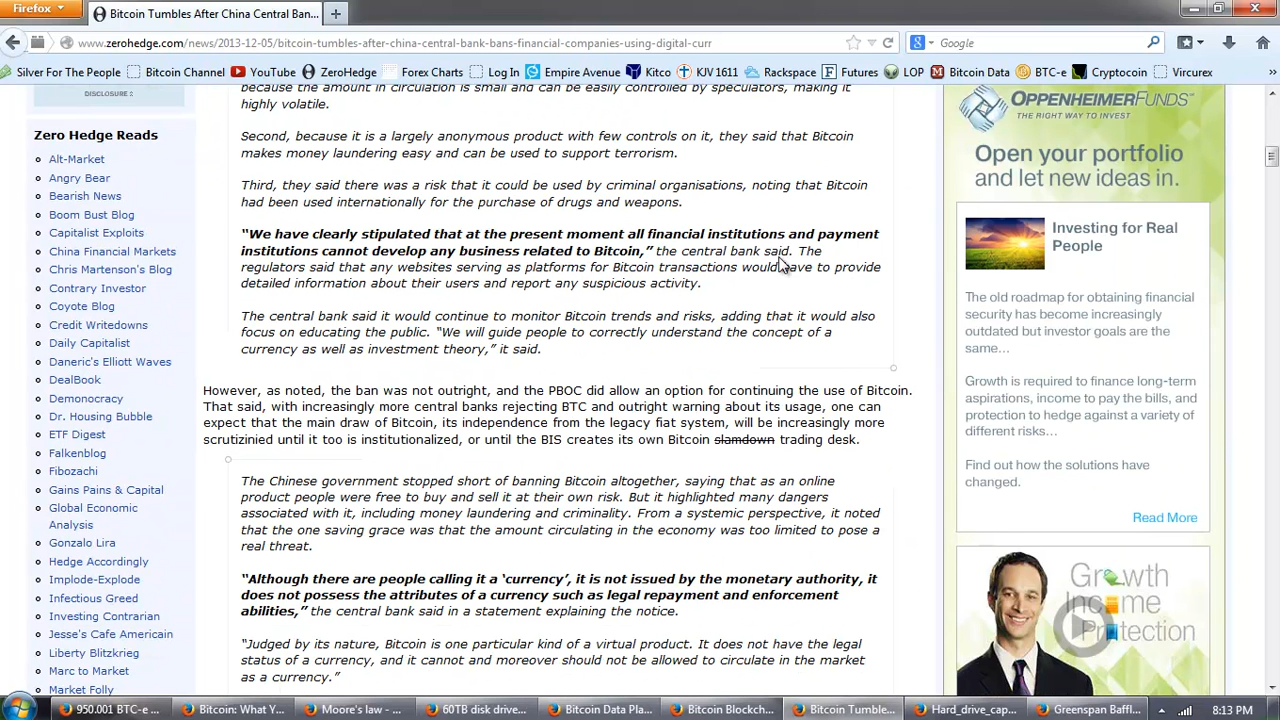 Firefox
Bitcoin Tumbles After China Central Ban...
www.zerohedge.com/news/2013-12-05/bitcoin-tumbles-after-china-central-bank-bans-financial-companies-using-digital-curr
Google
Silver For The People Bitcoin Channel YouTube ZeroHedge Forex Charts Log In Empire Avenue Kitco KJV 1611 Rackspace Futures LOP Bitcoin Data BTC-e Cryptocoin Vircurex »
DISCLOSURE
Zero Hedge Reads
Alt-Market
Angry Bear
Bearish News
Boom Bust Blog
Capitalist Exploits
China Financial Markets
Chris Martenson's Blog
Contrary Investor
Coyote Blog
Credit Writedowns
Daily Capitalist
Daneric's Elliott Waves
DealBook
Demonocracy
Dr. Housing Bubble
ETF Digest
Falkenblog
Fibozachi
Gains Pains & Capital
Global Economic
Analysis
Gonzalo Lira
Hedge Accordingly
Implode-Explode
Infectious Greed
Investing Contrarian
Jesse's Cafe Americain
Liberty Blitzkrieg
Marc to Market
Market Folly
because the amount in circulation is small and can be easily controlled by speculators, making it
highly volatile.
Second, because it is a largely anonymous product with few controls on it, they said that Bitcoin
makes money laundering easy and can be used to support terrorism.
Third, they said there was a risk that it could be used by criminal organisations, noting that Bitcoin
had been used internationally for the purchase of drugs and weapons.
“We have clearly stipulated that at the present moment all financial institutions and payment
institutions cannot develop any business related to Bitcoin,” the central bank said. The
regulators said that any websites serving as platforms for Bitcoin transactions would have to provide
detailed information about their users and report any suspicious activity.
The central bank said it would continue to monitor Bitcoin trends and risks, adding that it would also
focus on educating the public. “We will guide people to correctly understand the concept of a
currency as well as investment theory,” it said.
However, as noted, the ban was not outright, and the PBOC did allow an option for continuing the use of Bitcoin.
That said, with increasingly more central banks rejecting BTC and outright warning about its usage, one can
expect that the main draw of Bitcoin, its independence from the legacy fiat system, will be increasingly more
scrutizinied until it too is institutionalized, or until the BIS creates its own Bitcoin slamdown trading desk.
The Chinese government stopped short of banning Bitcoin altogether, saying that as an online
product people were free to buy and sell it at their own risk. But it highlighted many dangers
associated with it, including money laundering and criminality. From a systemic perspective, it noted
that the one saving grace was that the amount circulating in the economy was too limited to pose a
real threat.
“Although there are people calling it a ‘currency’, it is not issued by the monetary authority, it
does not possess the attributes of a currency such as legal repayment and enforcement
abilities,” the central bank said in a statement explaining the notice.
“Judged by its nature, Bitcoin is one particular kind of a virtual product. It does not have the legal
status of a currency, and it cannot and moreover should not be allowed to circulate in the market
as a currency.”
OPPENHEIMERFUNDS
THE RIGHT WAY TO INVEST
Open your portfolio
and let new ideas in.
Investing for Real
People
The old roadmap for obtaining financial
security has become increasingly
outdated but investor goals are the
same...
Growth is required to finance long-term
aspirations, income to pay the bills, and
protection to hedge against a variety of
different risks...
Find out how the solutions have
changed.
Read More
Growth
Income
Protection
950.001 BTC-e ... Bitcoin: What Y... Moore's law - ... 60TB disk drive... Bitcoin Data Pla... Bitcoin Blockch... Bitcoin Tumble... Hard_drive_cap... Greenspan Baffl... 8:13 PM